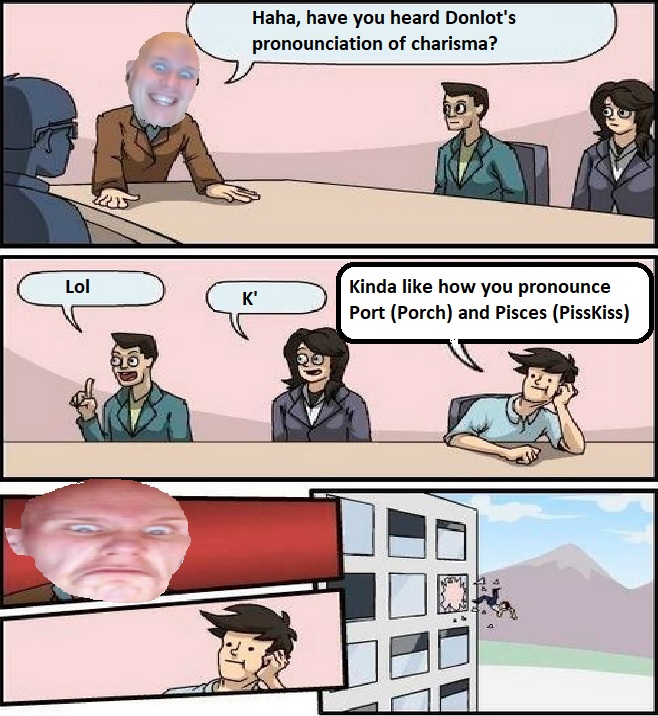 Haha, have you heard Donlot's
pronounciation of charisma?
Lol
K'
Kinda like how you pronounce
Port (Porch) and Pisces (PissKiss)